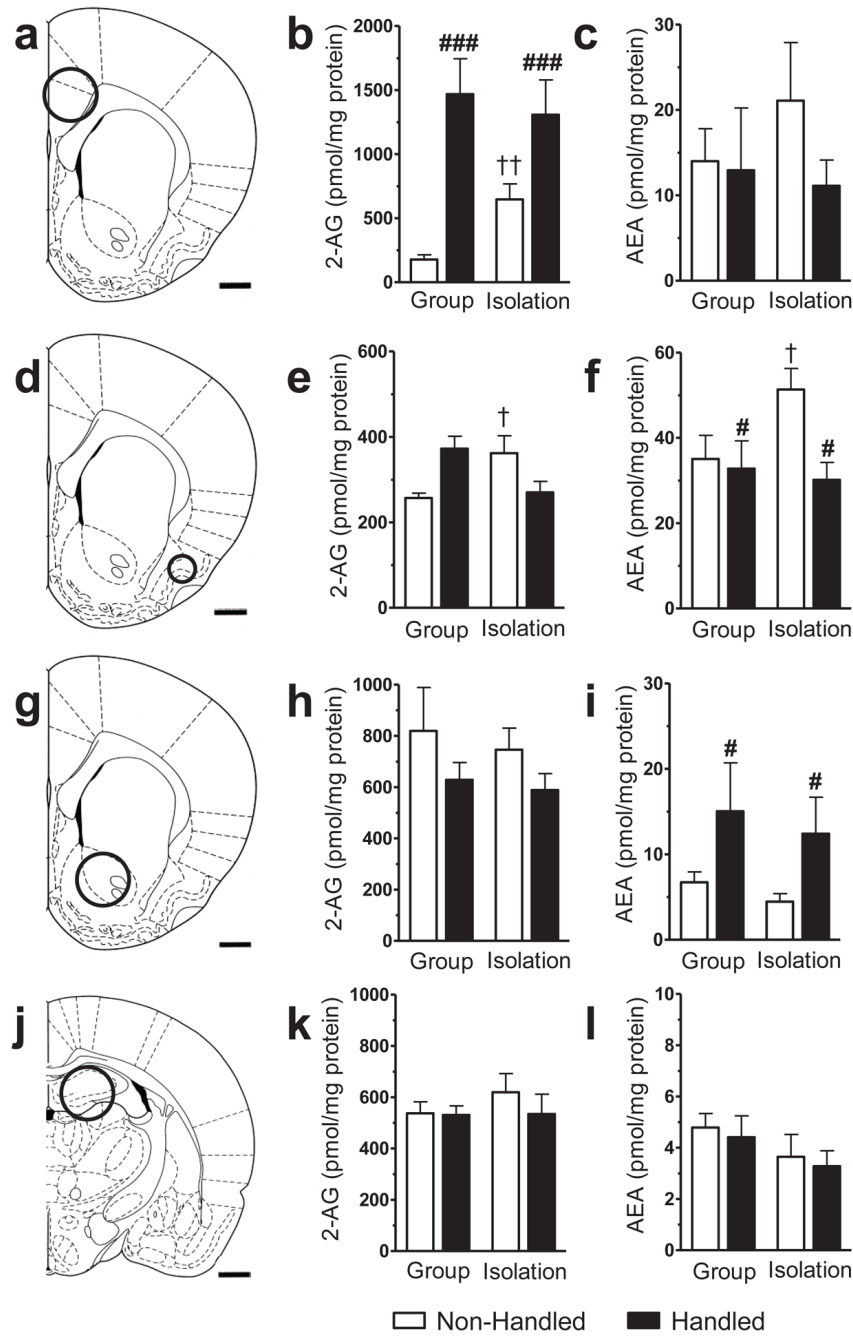 a
b
2-AG (pmol/mg protein)
2000
1500
1000
500
0
###
††
###
Group Isolation
c
AEA (pmol/mg protein)
30
20
10
0
Group Isolation
d
e
2-AG (pmol/mg protein)
600
400
200
0
†
Group Isolation
f
AEA (pmol/mg protein)
60
40
20
0
#
†
#
Group Isolation
g
h
2-AG (pmol/mg protein)
1000
800
600
400
200
0
Group Isolation
i
AEA (pmol/mg protein)
30
20
10
0
#
#
Group Isolation
j
k
2-AG (pmol/mg protein)
1000
800
600
400
200
0
Group Isolation
l
AEA (pmol/mg protein)
10
8
6
4
2
0
Group Isolation
Non-Handled Handled